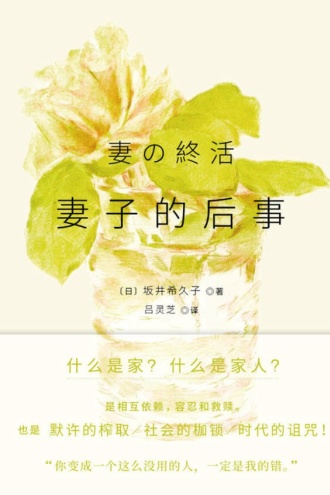 妻の終活
妻子的后事
〔日〕坂井希久子 ◎著
吕灵芝 ◎译
什么是家？什么是家人？
是相互依赖，容忍和救赎。
也是 默许的榨取／社会的枷锁／时代的诅咒！
“你变成一个这么没用的人，一定是我的错。”